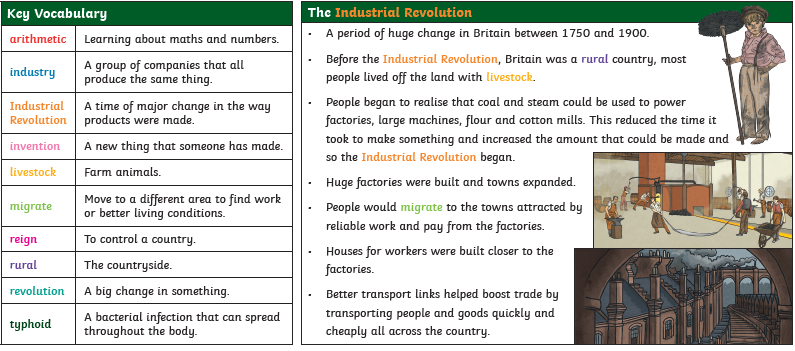 Key Vocabulary
arithmetic Learning about maths and numbers.
industry A group of companies that all
produce the same thing.
Industrial A time of major change in the way
Revolution products were made.
invention A new thing that someone has made.
livestock Farm animals.
migrate Move to a different area to find work
or better living conditions.
reign To control a country.
rural The countryside.
revolution A big change in something.
typhoid A bacterial infection that can spread
throughout the body.
The Industrial Revolution
• A period of huge change in Britain between 1750 and 1900.
• Before the Industrial Revolution, Britain was a rural country, most
people lived off the land with livestock.
• People began to realise that coal and steam could be used to power
factories, large machines, flour and cotton mills. This reduced the time it
took to make something and increased the amount that could be made and
so the Industrial Revolution began.
• Huge factories were built and towns expanded.
• People would migrate to the towns attracted by
reliable work and pay from the factories.
• Houses for workers were built closer to the
factories.
• Better transport links helped boost trade by
transporting people and goods quickly and
cheaply all across the country.